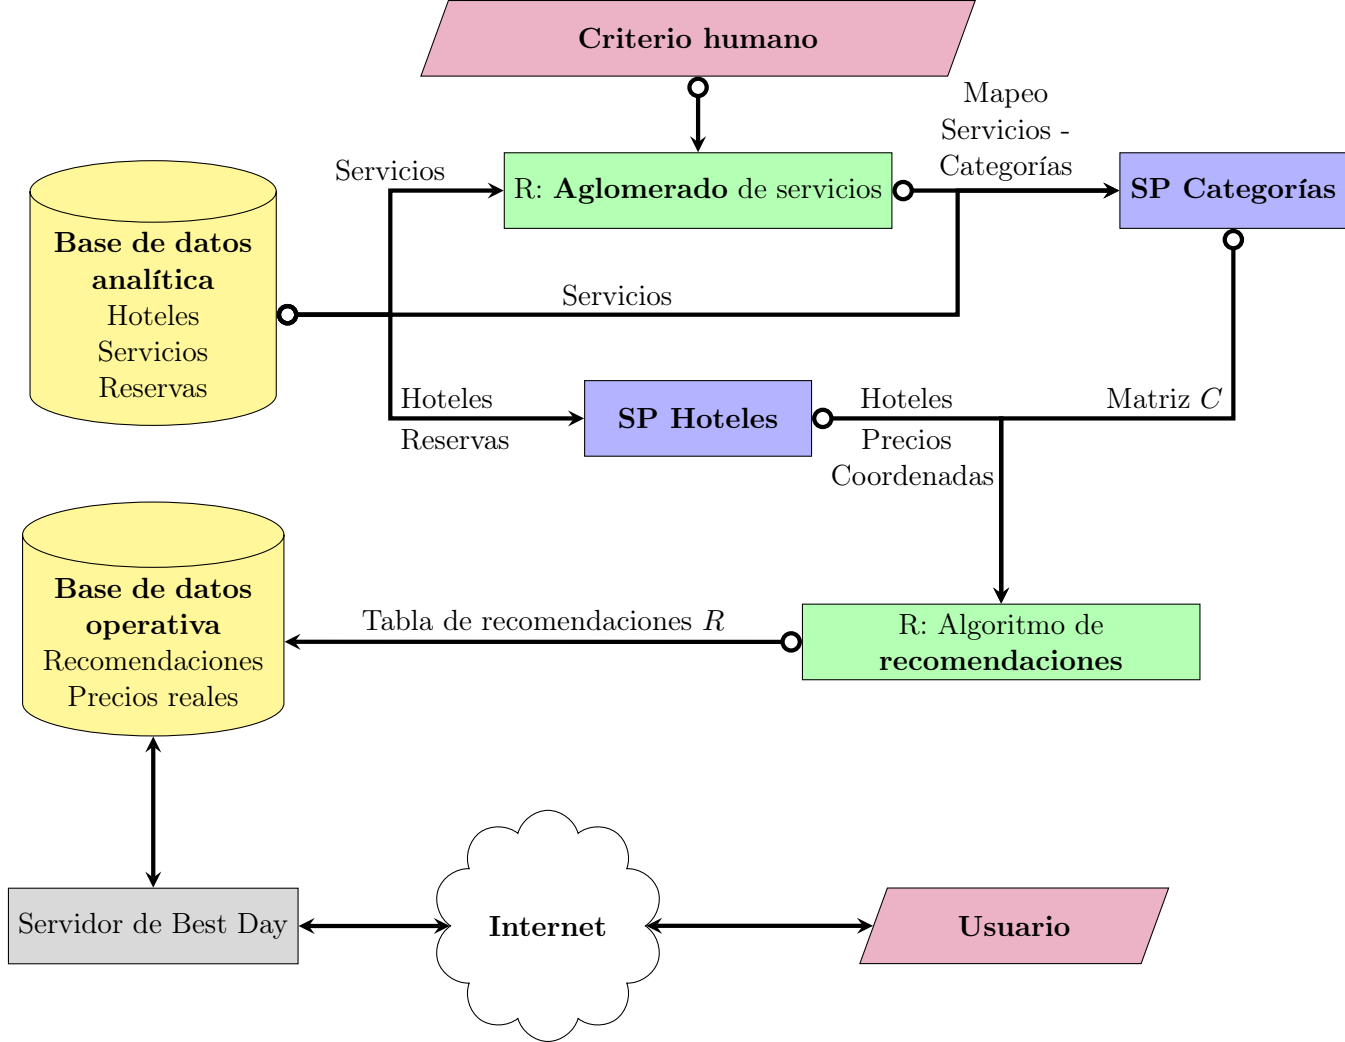 Criterio humano
Mapeo
Servicios -
Categorías
Servicios
R: Aglomerado de servicios
SP Categorías
Base de datos
analítica
Hoteles
Servicios
Reservas
Servicios
Hoteles
Reservas
SP Hoteles
Hoteles
Precios
Coordenadas
Matriz C
Base de datos
operativa
Recomendaciones
Precios reales
Tabla de recomendaciones R
R: Algoritmo de
recomendaciones
Servidor de Best Day
Internet
Usuario